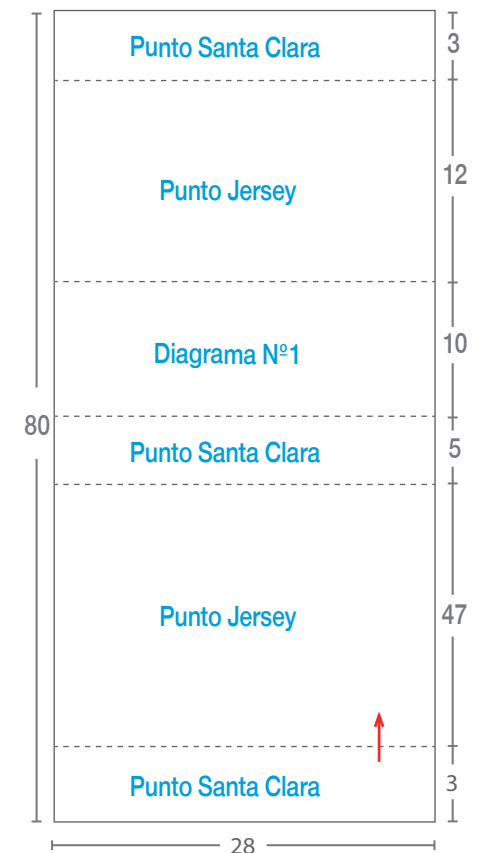 Punto Santa Clara
3
Punto Jersey
12
Diagrama Nº1
10
80
Punto Santa Clara
5
Punto Jersey
47
Punto Santa Clara
3
28